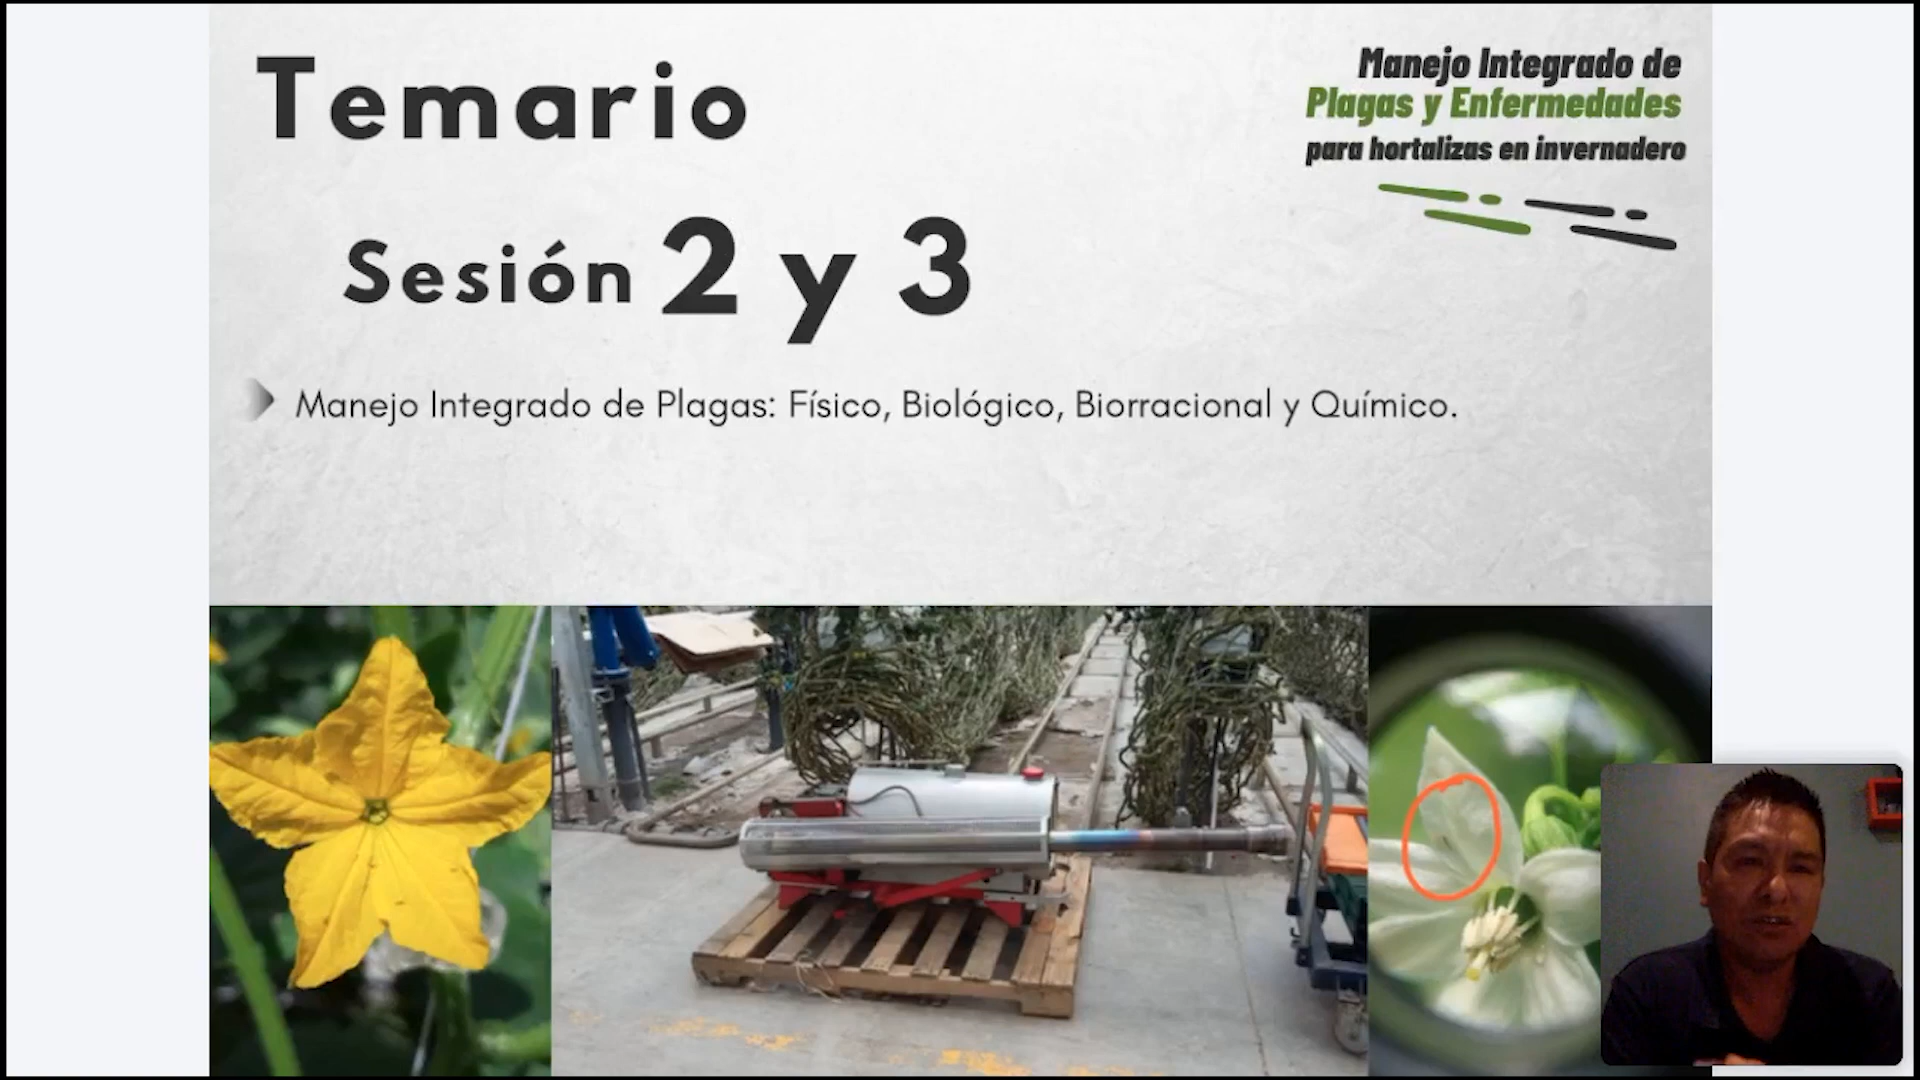 Temario
Manejo Integrado de
Plagas y Enfermedades
para hortalizas en invernadero
Sesión 2 y 3
Manejo Integrado de Plagas: Físico, Biológico, Biorracional y Químico.